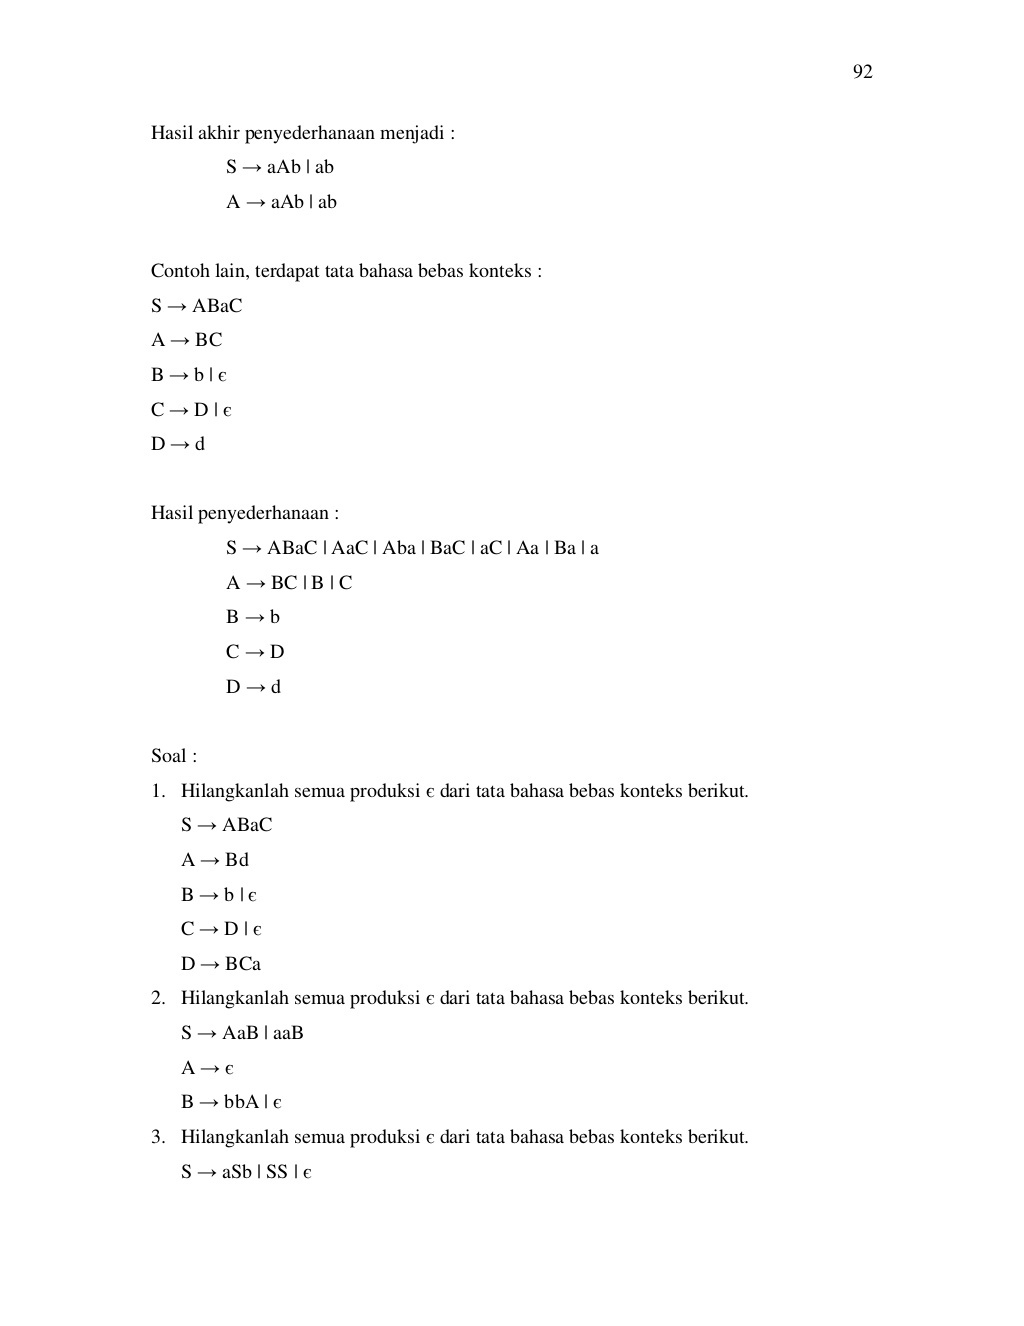 92
Hasil akhir penyederhanaan menjadi :
S → aAb | ab
A → aAb | ab
Contoh lain, terdapat tata bahasa bebas konteks :
S → ABaC
A → BC
B → b | ϵ
C → D | ϵ
D → d
Hasil penyederhanaan :
S → ABaC | AaC | Aba | BaC | aC | Aa | Ba | a
A → BC | B | C
B → b
C → D
D → d
Soal :
1. Hilangkanlah semua produksi ϵ dari tata bahasa bebas konteks berikut.
S → ABaC
A → Bd
B → b | ϵ
C → D | ϵ
D → BCa
2. Hilangkanlah semua produksi ϵ dari tata bahasa bebas konteks berikut.
S → AaB | aaB
A → ϵ
B → bbA | ϵ
3. Hilangkanlah semua produksi ϵ dari tata bahasa bebas konteks berikut.
S → aSb | SS | ϵ